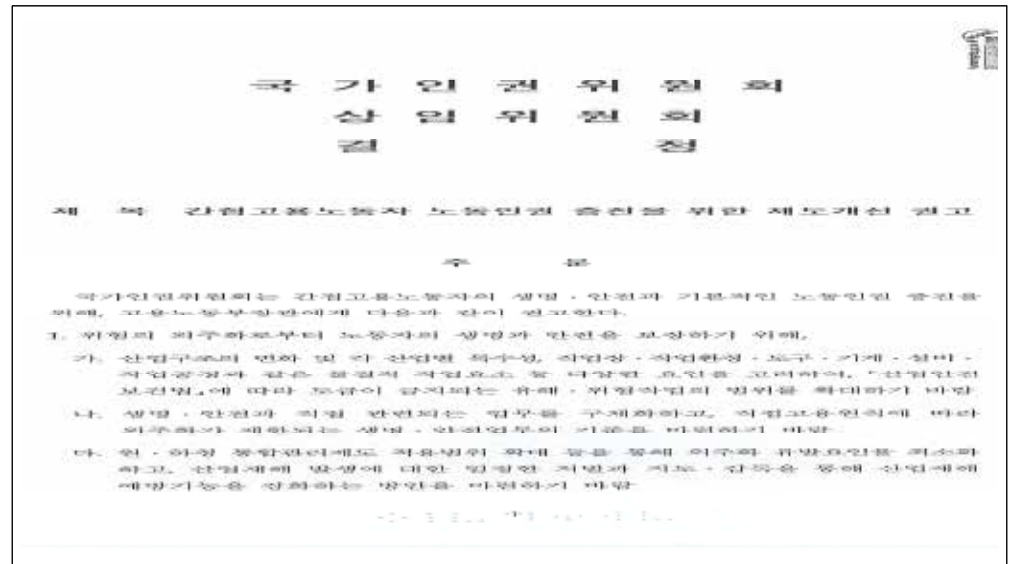 국 가 인 권 위 원 회
상 임 위 원 회
결 정
제 목 간접고용노동자 노동인권 증진을 위한 제도개선 권고
주 문
국가인권위원회는 간접고용노동자의 생명·안전과 기본적인 노동인권 증진을
위해, 고용노동부장관에게 다음과 같이 권고한다.
1. 위험의 외주화로부터 노동자의 생명과 안전을 보장하기 위해,
가. 산업구조의 변화 및 각 산업별 특수성, 작업장·작업환경·도구·기계·설비·
작업공정과 같은 물질적 작업요소 등 다양한 요인을 고려하여, 「산업안전
보건법」에 따라 도급이 금지되는 유해·위험작업의 범위를 확대하기 바람
나. 생명·안전과 직접 관련되는 업무를 구체화하고, 직접고용원칙에 따라
외주화가 제한되는 생명·안전업무의 기준을 마련하기 바람
다. 원·하청 통합관리제도 적용범위 확대 등을 통해 외주화 유발요인을 최소화
하고, 산업재해 발생에 대한 엄정한 처벌과 지도·감독을 통해 산업재해
예방기능을 강화하는 방안을 마련하기 바람